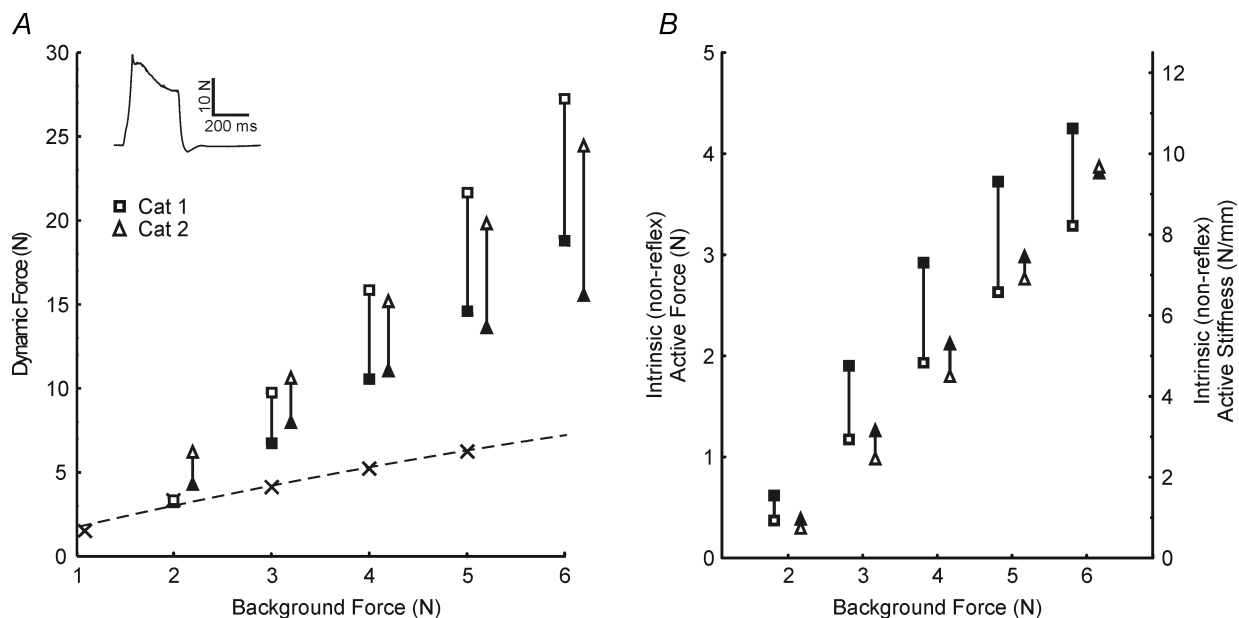 A
30
25
20
15
10
5
0
Dynamic Force (N)
10 N
200 ms
Cat 1
Cat 2
1 2 3 4 5 6
Background Force (N)
B
5
4
3
2
1
0
Intrinsic (non-reflex)
Active Force (N)
2 3 4 5 6
Background Force (N)
12
10
8
6
4
2
0
Intrinsic (non-reflex)
Active Stiffness (N/mm)